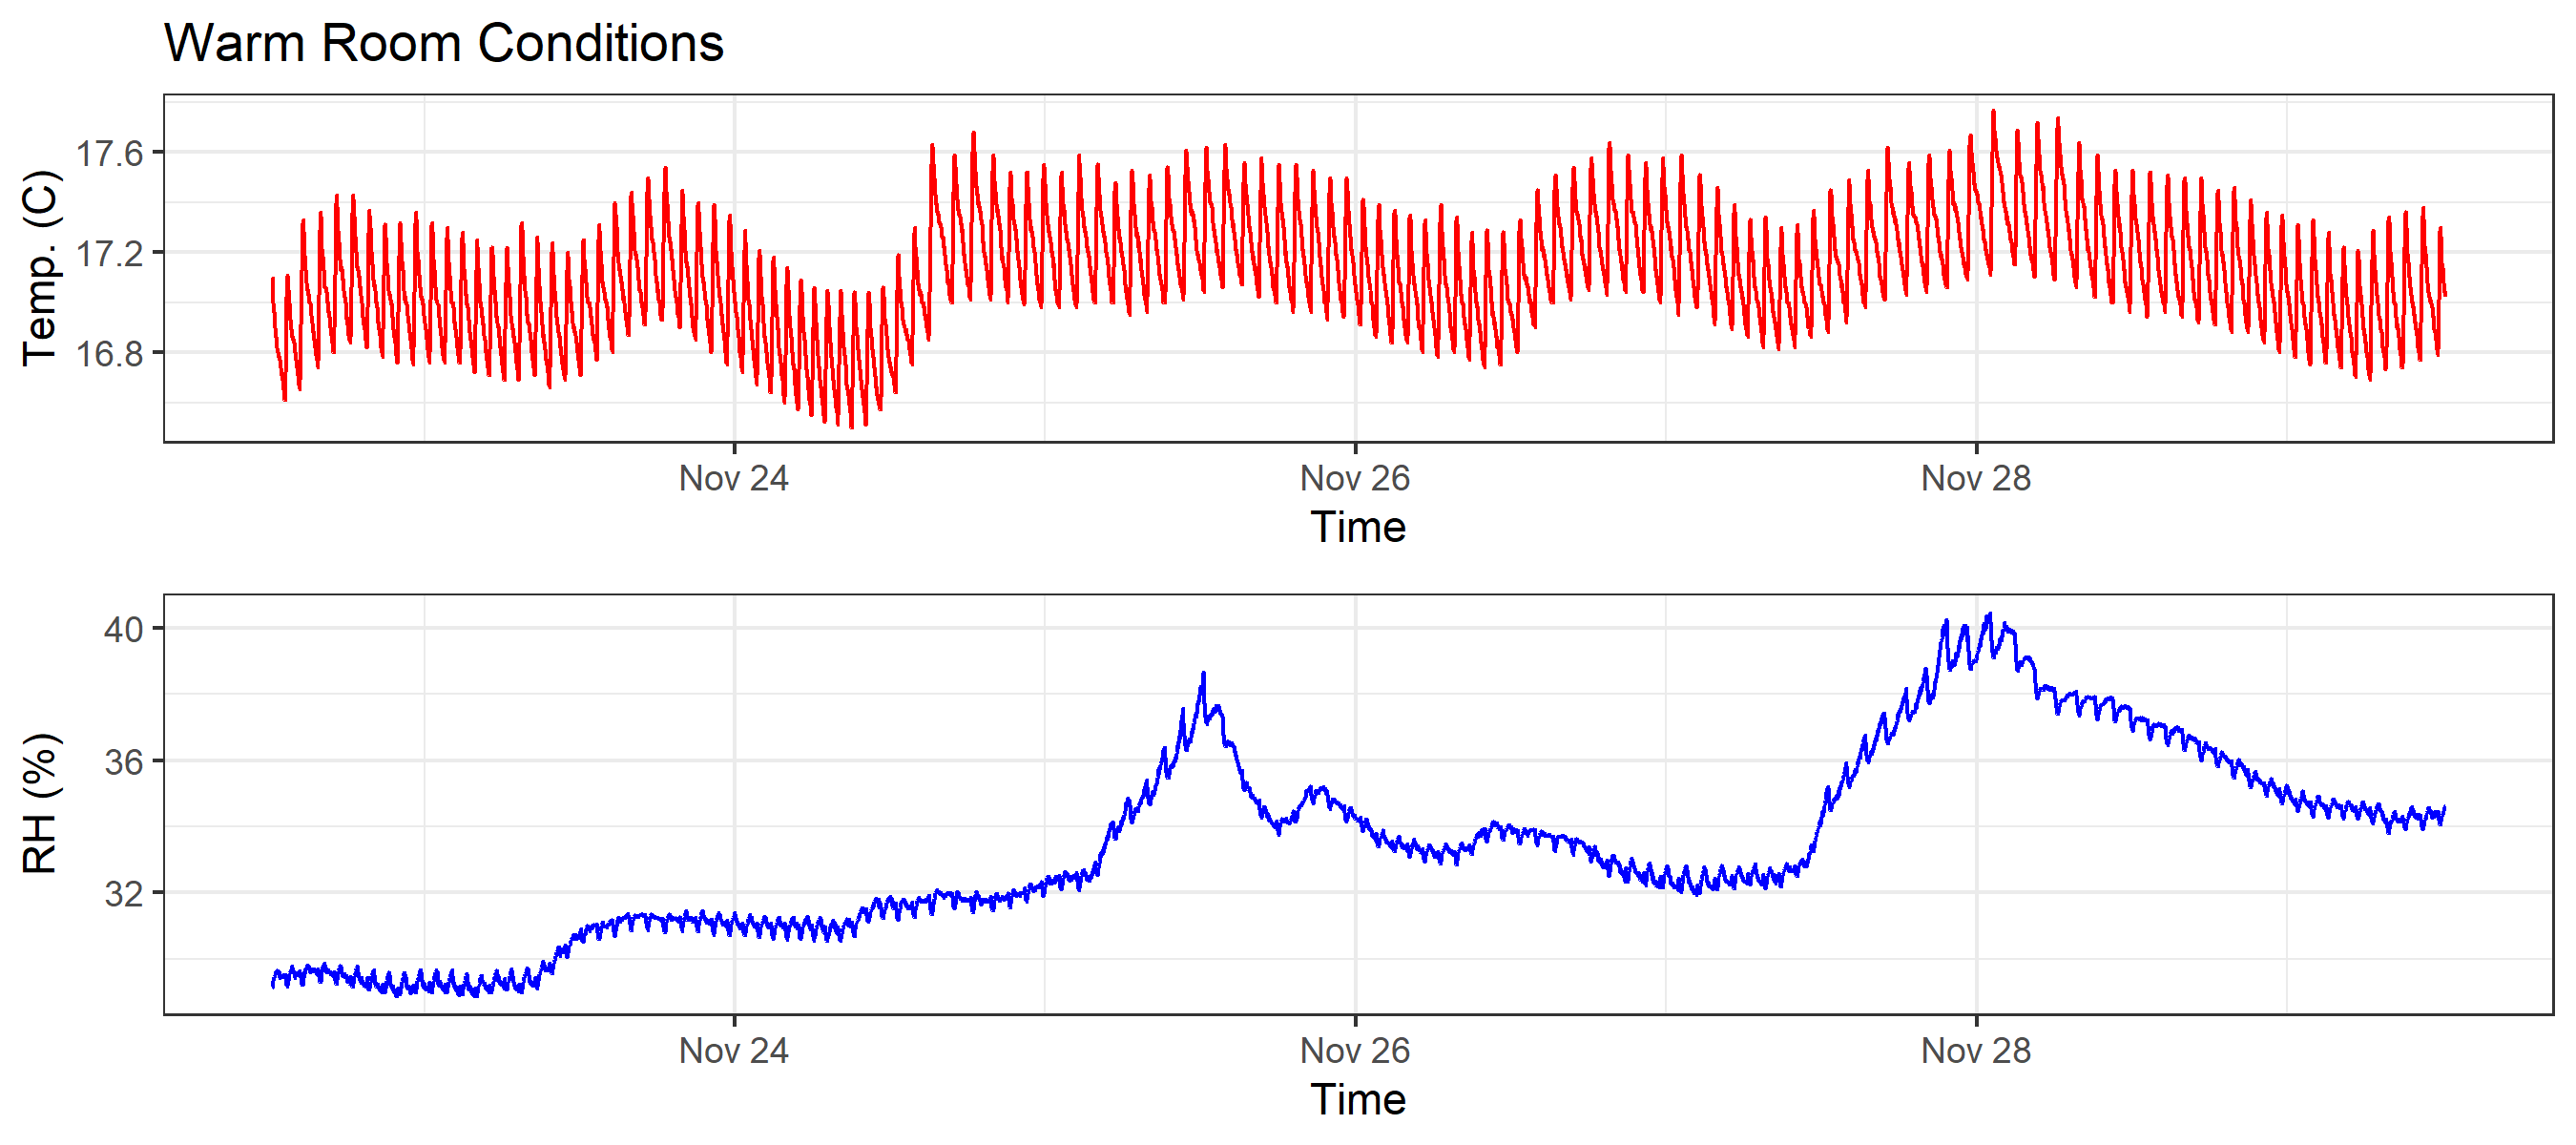 Warm Room Conditions
Temp. (C)
17.6
17.2
16.8
Nov 24 Nov 26 Nov 28
Time
RH (%)
40
36
32
Nov 24 Nov 26 Nov 28
Time